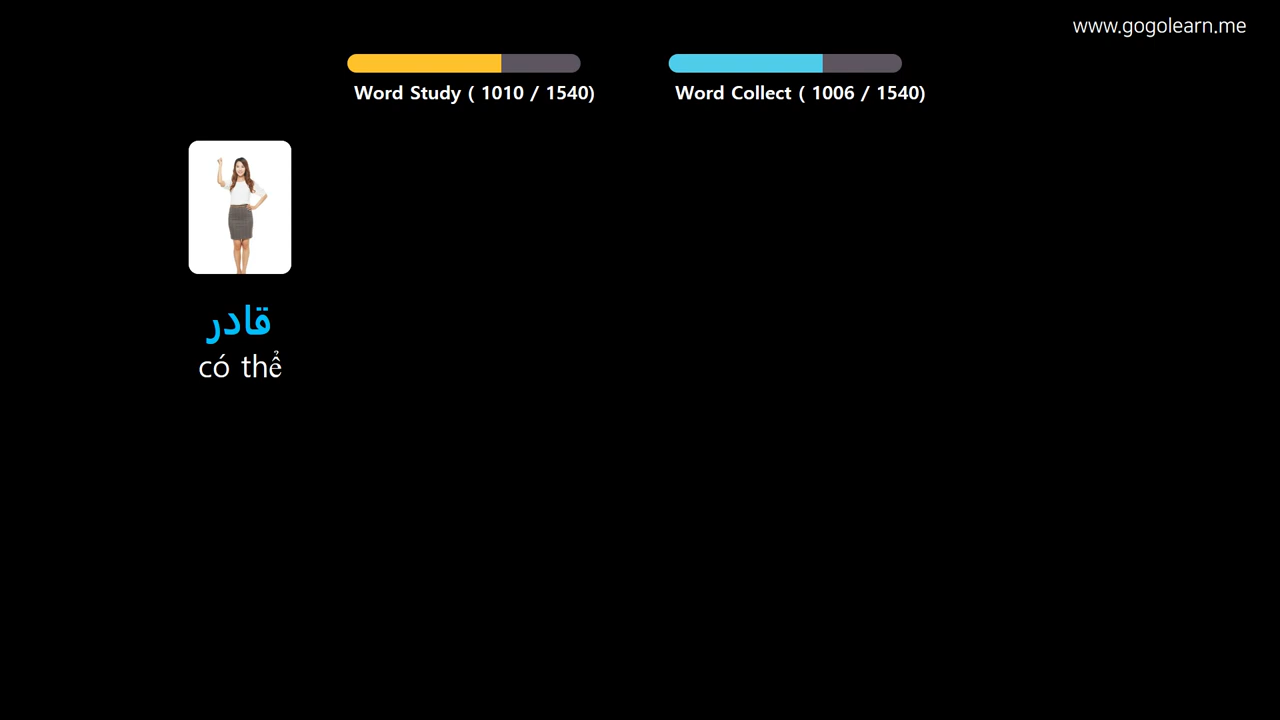 www.gogolearn.me
Word Study ( 1010 / 1540)
Word Collect ( 1006 / 1540)
قادر
có thể